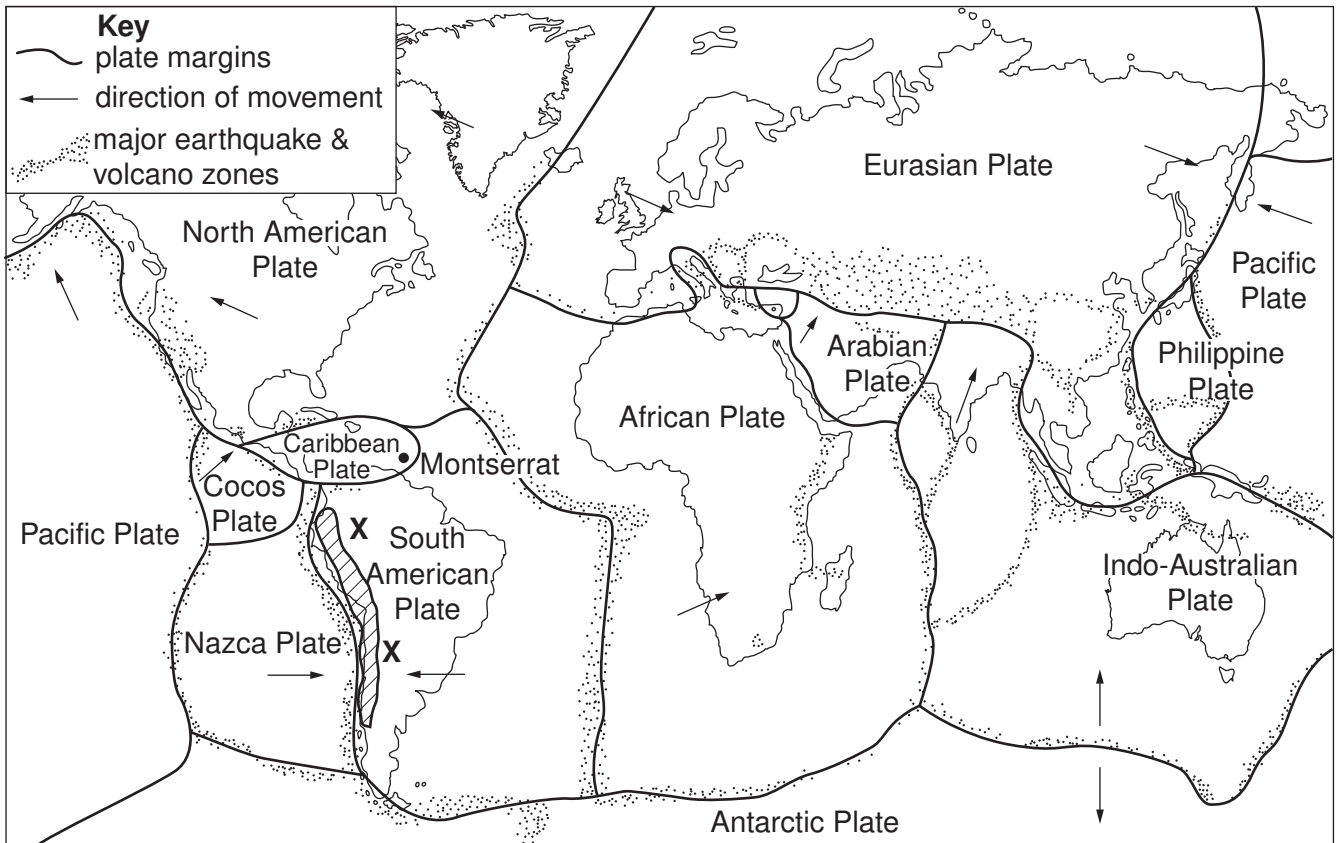 Key
plate margins
direction of movement
major earthquake &
volcano zones
North American
Plate
Eurasian Plate
Pacific
Plate
Philippine
Plate
Arabian
Plate
African Plate
Caribbean
Plate
Montserrat
Cocos
Plate
Pacific Plate
X
South
American
Plate
Indo-Australian
Plate
Nazca Plate
X
Antarctic Plate